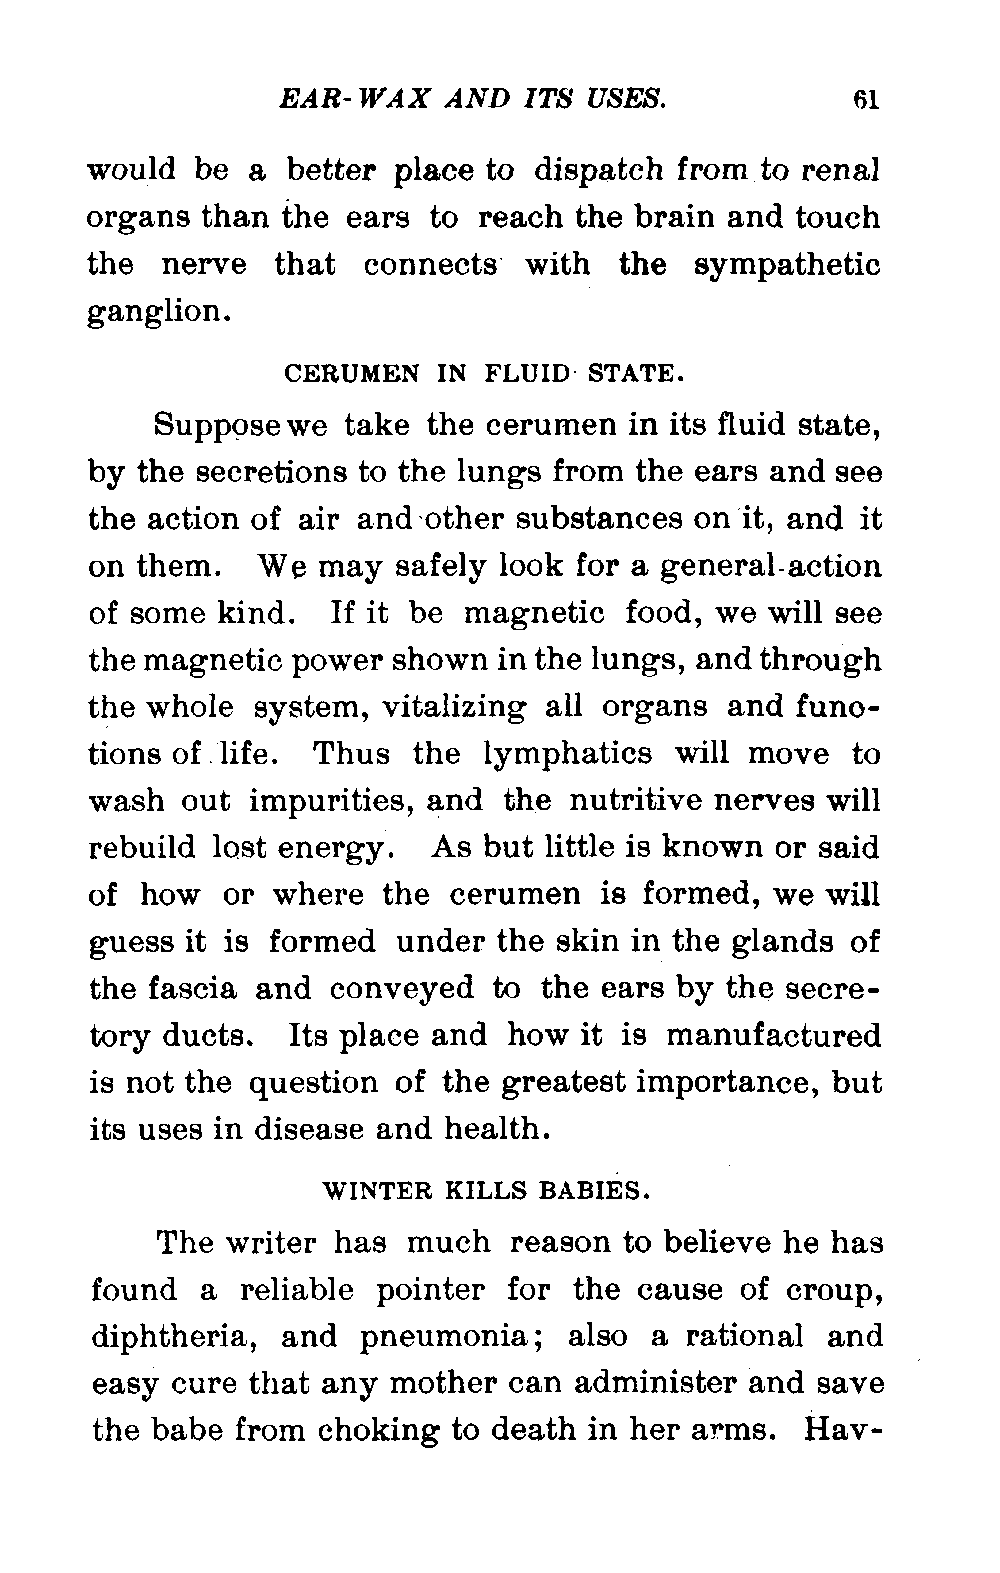 EAR-WAX AND ITS USES. 61
would be a better place to dispatch from to renal
organs than the ears to reach the brain and touch
the nerve that connects with the sympathetic
ganglion.
CERUMEN IN FLUID STATE.
Suppose we take the cerumen in its fluid state,
by the secretions to the lungs from the ears and see
the action of air and other substances on it, and it
on them. We may safely look for a general-action
of some kind. If it be magnetic food, we will see
the magnetic power shown in the lungs, and through
the whole system, vitalizing all organs and func-
tions of life. Thus the lymphatics will move to
wash out impurities, and the nutritive nerves will
rebuild lost energy. As but little is known or said
of how or where the cerumen is formed, we will
guess it is formed under the skin in the glands of
the fascia and conveyed to the ears by the secre-
tory ducts. Its place and how it is manufactured
is not the question of the greatest importance, but
its uses in disease and health.
WINTER KILLS BABIES.
The writer has much reason to believe he has
found a reliable pointer for the cause of croup,
diphtheria, and pneumonia; also a rational and
easy cure that any mother can administer and save
the babe from choking to death in her arms. Hav-